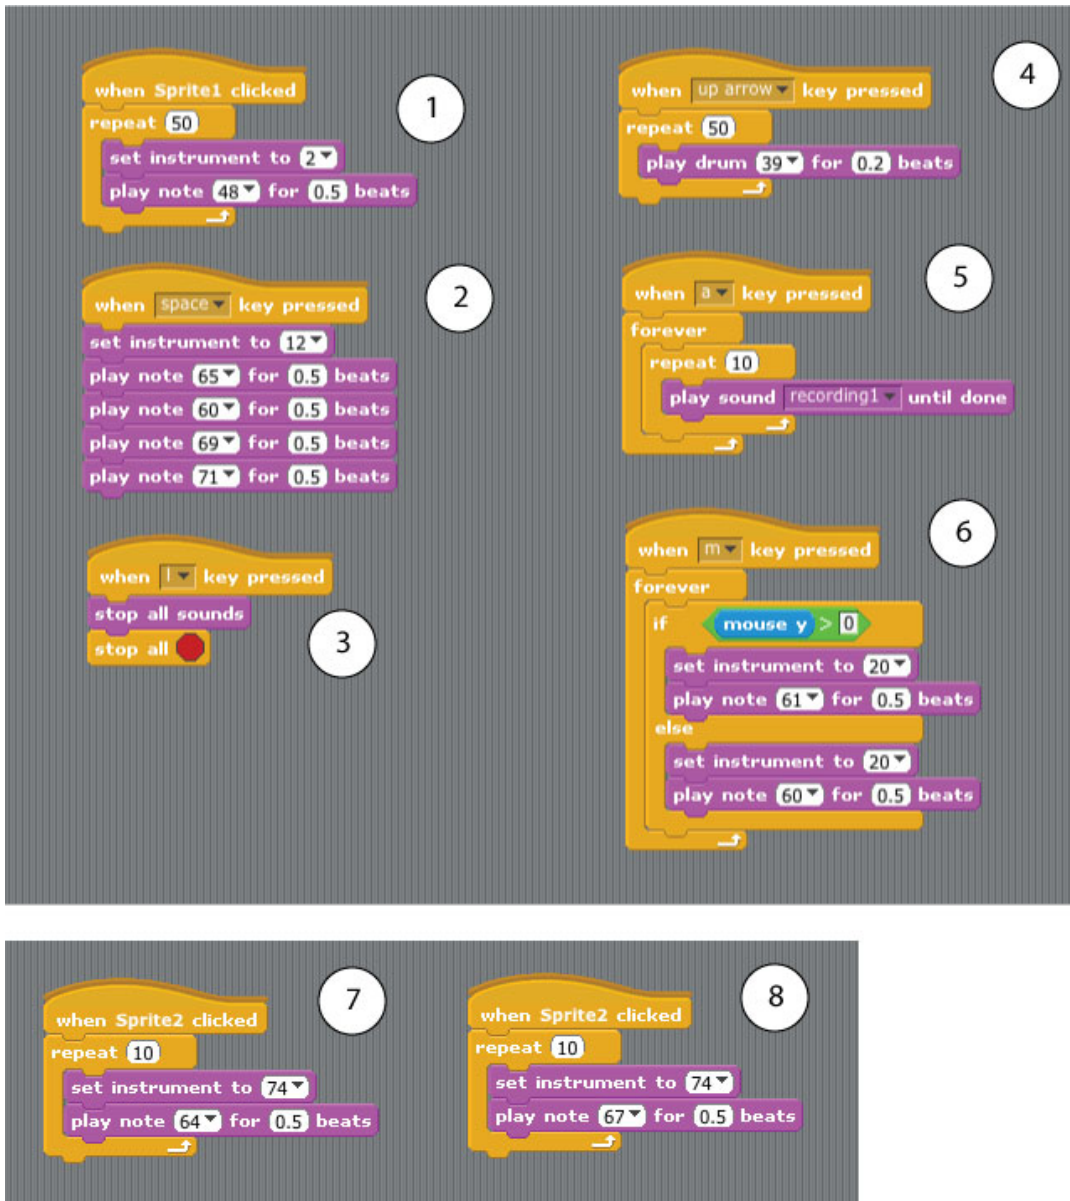 1
when Sprite1 clicked
repeat 50
set instrument to 2
play note 48 for 0.5 beats
2
when space key pressed
set instrument to 12
play note 65 for 0.5 beats
play note 60 for 0.5 beats
play note 69 for 0.5 beats
play note 71 for 0.5 beats
3
when l key pressed
stop all sounds
stop all
4
when up arrow key pressed
repeat 50
play drum 39 for 0.2 beats
5
when a key pressed
forever
repeat 10
play sound recording1 until done
6
when m key pressed
forever
if mouse y > 0
set instrument to 20
play note 61 for 0.5 beats
else
set instrument to 20
play note 60 for 0.5 beats
7
when Sprite2 clicked
repeat 10
set instrument to 74
play note 64 for 0.5 beats
8
when Sprite2 clicked
repeat 10
set instrument to 74
play note 67 for 0.5 beats